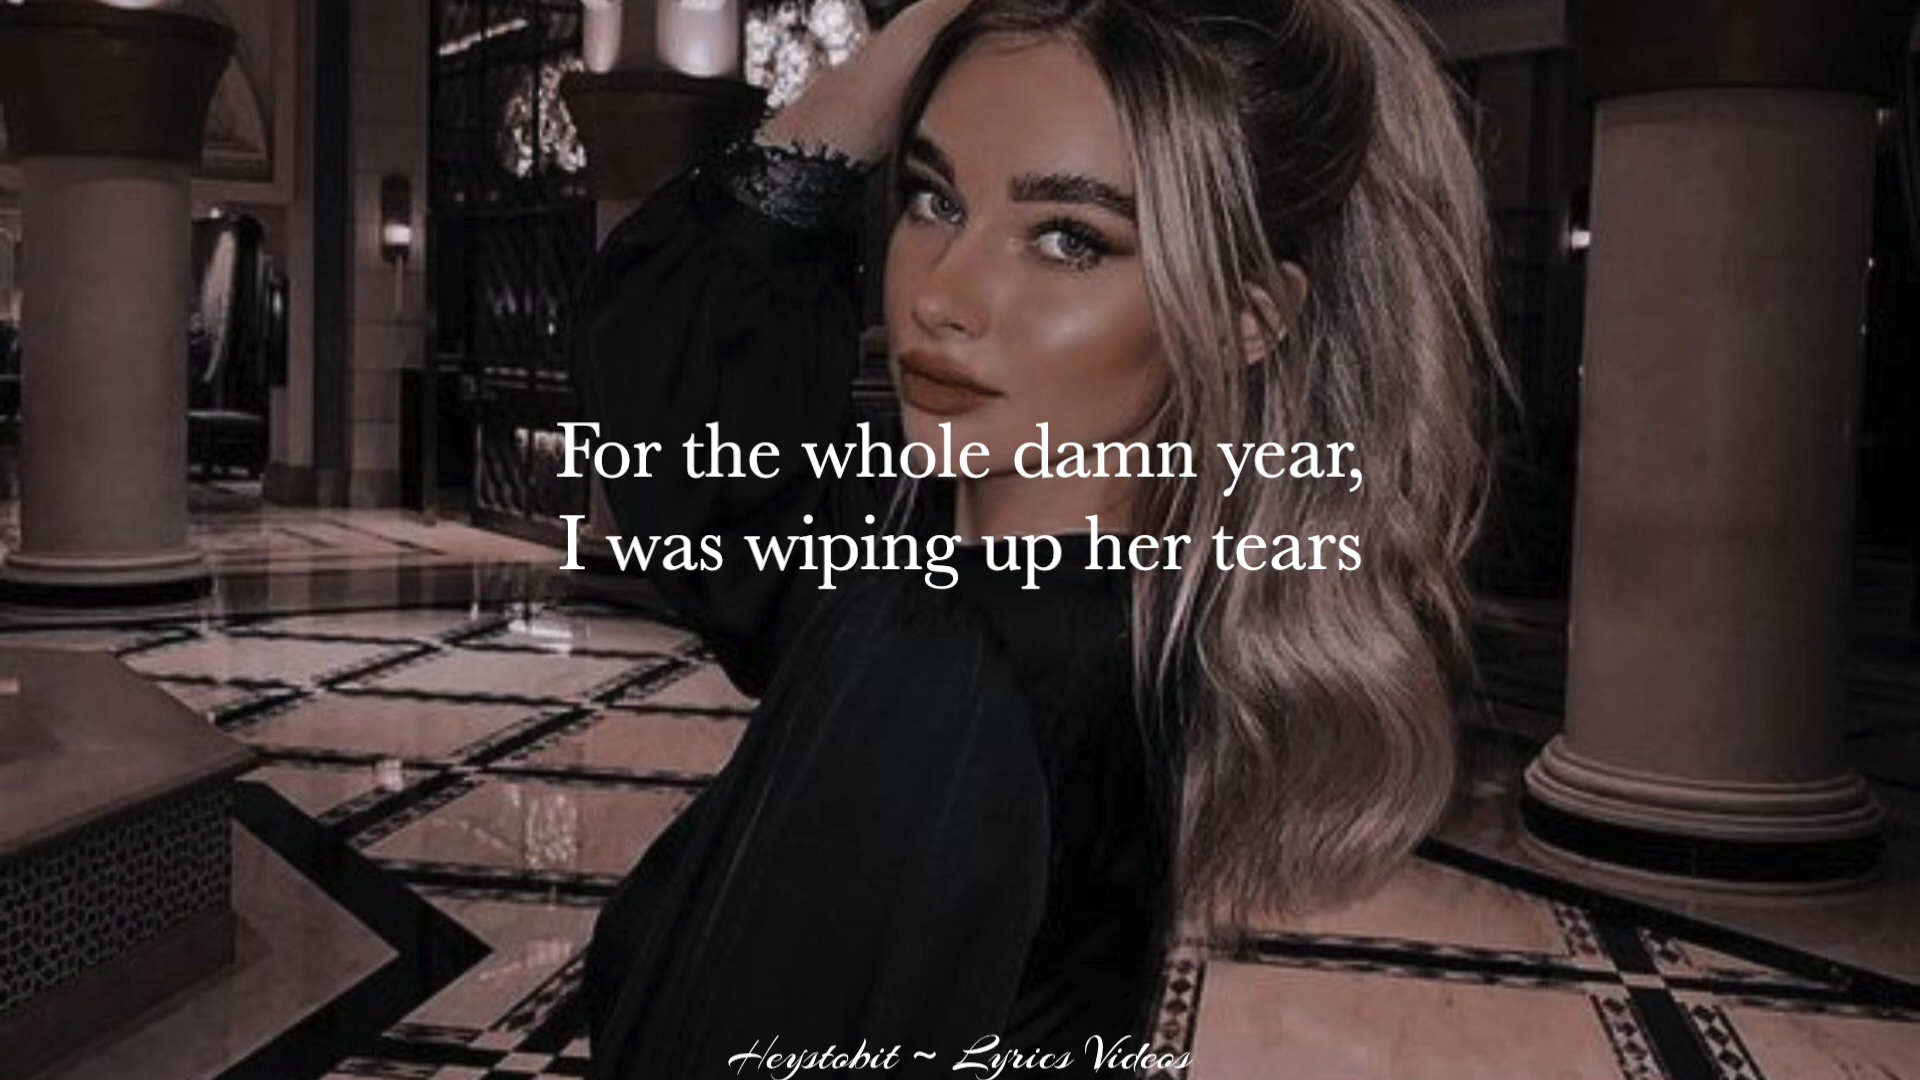 For the whole damn year,
I was wiping up her tears
Heystobit ~ Lyrics Videos